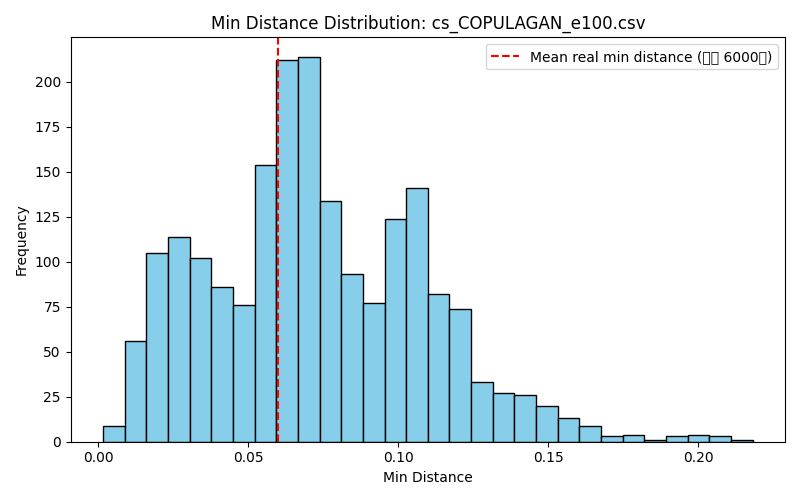 Min Distance Distribution: cs_COPULAGAN_e100.csv
Mean real min distance ( 6000)
Frequency
200
175
150
125
100
75
50
25
0
0.00 0.05 0.10 0.15 0.20
Min Distance